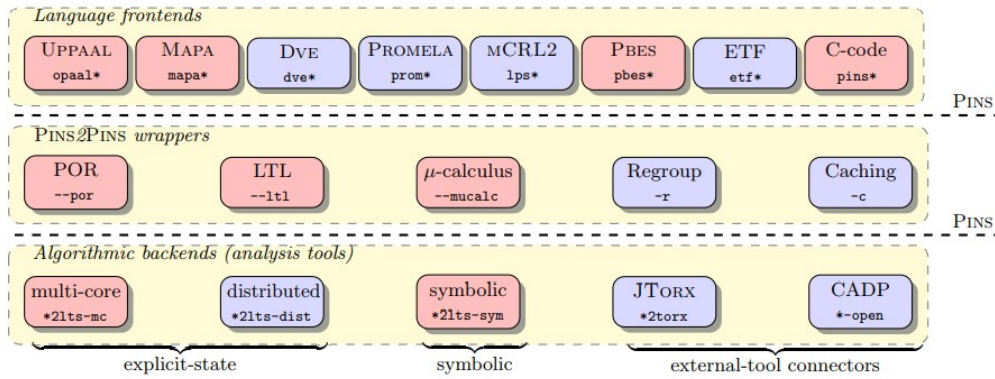 Language frontends
UPPAAL MAPA DVE PROMELA MCRL2 PBES ETF C-code
opaal* mapa* dve* prom* lps* pbes* etf* pins*
PINS
PINS2PINS wrappers
POR LTL μ-calculus Regroup Caching
--por --ltl --mucalc -r -c
PINS
Algorithmic backends (analysis tools)
multi-core distributed symbolic JTORX CADP
*2lts-mc *2lts-dist *2lts-sym *2torx *-open
explicit-state symbolic external-tool connectors